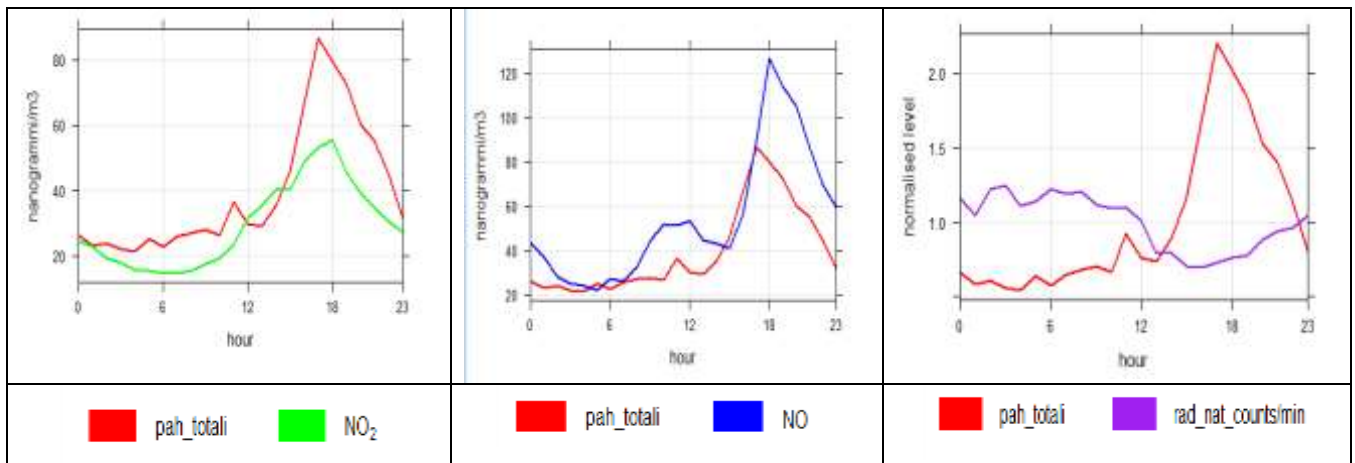 nanogrammi/m3
80
60
40
20
0 6 12 18 23
hour
pah_totali NO₂
nanogrammi/m3
120
100
80
60
40
20
0 6 12 18 23
hour
pah_totali NO
normalised level
2.0
1.5
1.0
0 6 12 18 23
hour
pah_totali rad_nat_counts/min